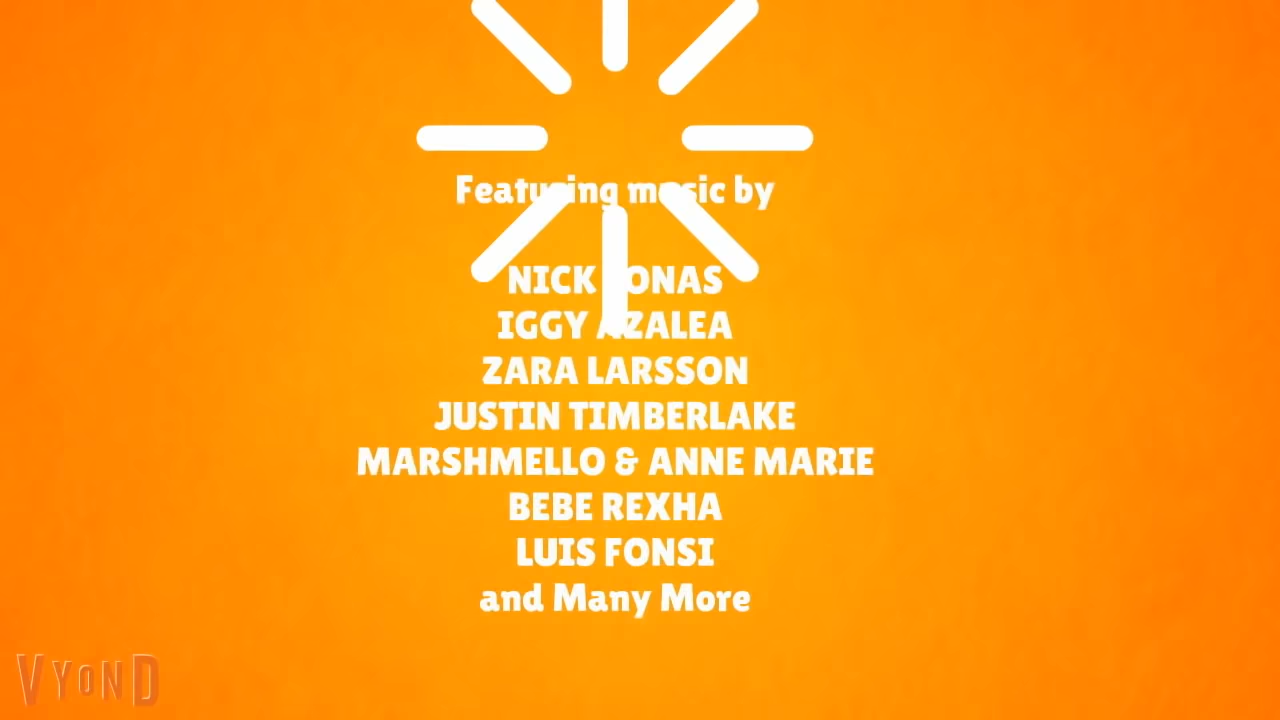 Featuring music by
NICK JONAS
IGGY AZALEA
ZARA LARSSON
JUSTIN TIMBERLAKE
MARSHMELLO & ANNE MARIE
BEBE REXHA
LUIS FONSI
and Many More
VYOND